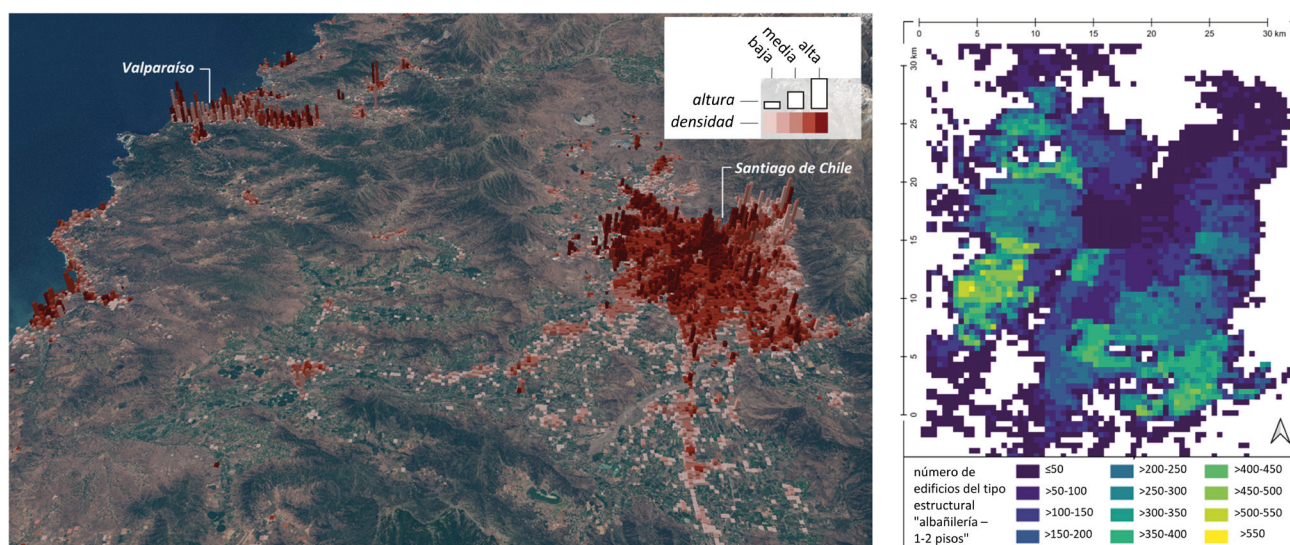 Valparaíso
baja
media
alta
altura
densidad
Santiago de Chile
0 5 10 15 20 25 30 km
30 km
25
20
15
10
5
0
número de
edificios del tipo
estructural
"albañilería –
1-2 pisos"
≤50
>50-100
>100-150
>150-200
>200-250
>250-300
>300-350
>350-400
>400-450
>450-500
>500-550
>550